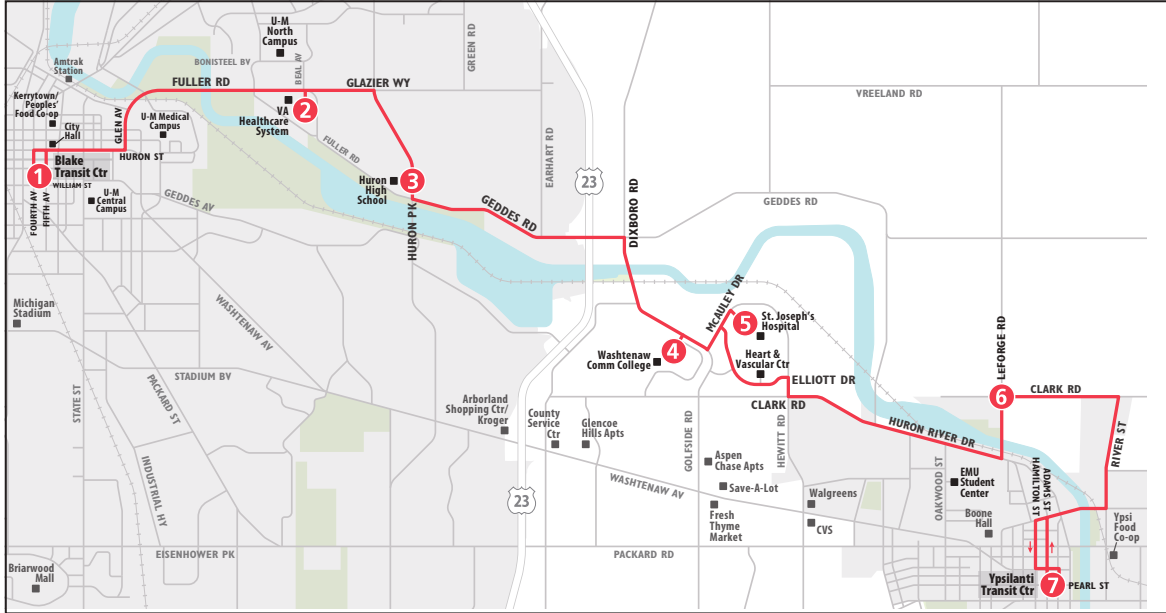 U-M
North
Campus
GREEN RD
BONISTEEL BV
BEAL AV
Amtrak
Station
FULLER RD
GLAZIER WY
VREELAND RD
Kerrytown/
Peoples'
Food Co-op
GLEN AV
U-M Medical
Campus
2
VA
Healthcare
System
City
Hall
FULLER RD
EARHART RD
HURON ST
1
Blake
Transit Ctr
WILLIAM ST
FOURTH AV
FIFTH AV
U-M
Central
Campus
GEDDES AV
Huron
High
School
3
23
DIXBORO RD
GEDDES RD
GEDDES RD
HURON PK
Michigan
Stadium
WASHTENAW AV
MCAULEY DR
5
St. Joseph's
Hospital
4
Washtenaw
Comm College
Heart &
Vascular Ctr
LEFORGE RD
STADIUM BV
STATE ST
PACKARD ST
ELLIOTT DR
CLARK RD
6
CLARK RD
Arborland
Shopping Ctr/
Kroger
County
Service
Ctr
Glencoe
Hills Apts
GOLFSIDE RD
HEWITT RD
HURON RIVER DR
RIVER ST
INDUSTRIAL HY
Aspen
Chase Apts
Save-A-Lot
WASHTENAW AV
Walgreens
OAKWOOD ST
EMU
Student
Center
HAMILTON ST
ADAMS ST
23
Fresh
Thyme
Market
CVS
Boone
Hall
Ypsi
Food
Co-op
EISENHOWER PK
PACKARD RD
Briarwood
Mall
Ypsilanti
Transit Ctr
7
PEARL ST